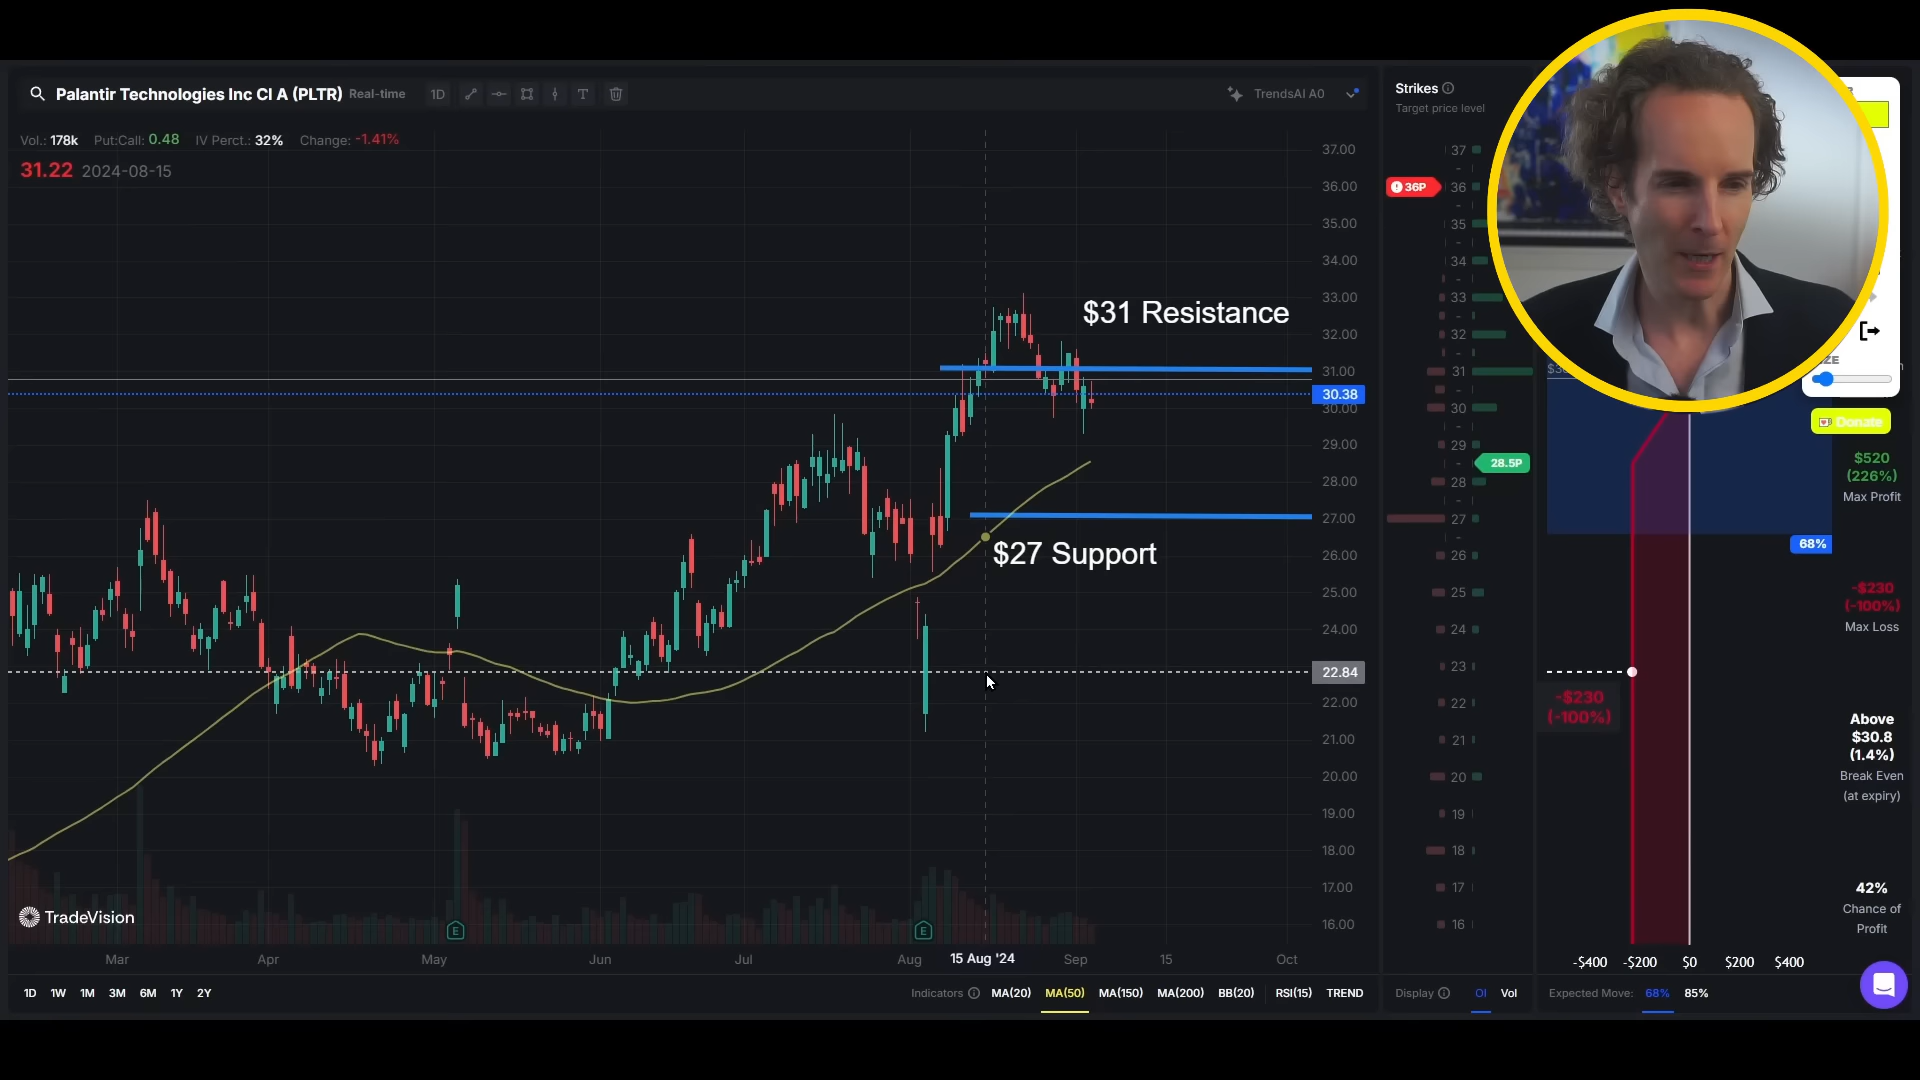 Palantir Technologies Inc Cl A (PLTR) Real-time 1D T TrendsAI A0
Vol.: 178k Put:Call: 0.48 IV Perct.: 32% Change: -1.41%
31.22 2024-08-15
$31 Resistance
$27 Support
37.00
36.00
35.00
34.00
33.00
32.00
31.00
30.38
30.00
29.00
28.00
27.00
26.00
25.00
24.00
22.84
22.00
21.00
20.00
19.00
18.00
17.00
16.00
TradeVision
E E
Mar Apr May Jun Jul Aug 15 Aug '24 Sep 15 Oct
1D 1W 1M 3M 6M 1Y 2Y
Indicators MA(20) MA(50) MA(150) MA(200) BB(20) RSI(15) TREND
Strikes
Target price level
37
36P 36
35
34
33
32
31
30
29
28.5P
28
27
26
25
24
23
22
21
20
19
18
17
16
Display OI Vol
Donate
$520
(226%)
Max Profit
68%
-$230
(-100%)
Max Loss
-$230
(-100%)
Above
$30.8
(1.4%)
Break Even
(at expiry)
42%
Chance of
Profit
-$400 -$200 $0 $200 $400
Expected Move: 68% 85%